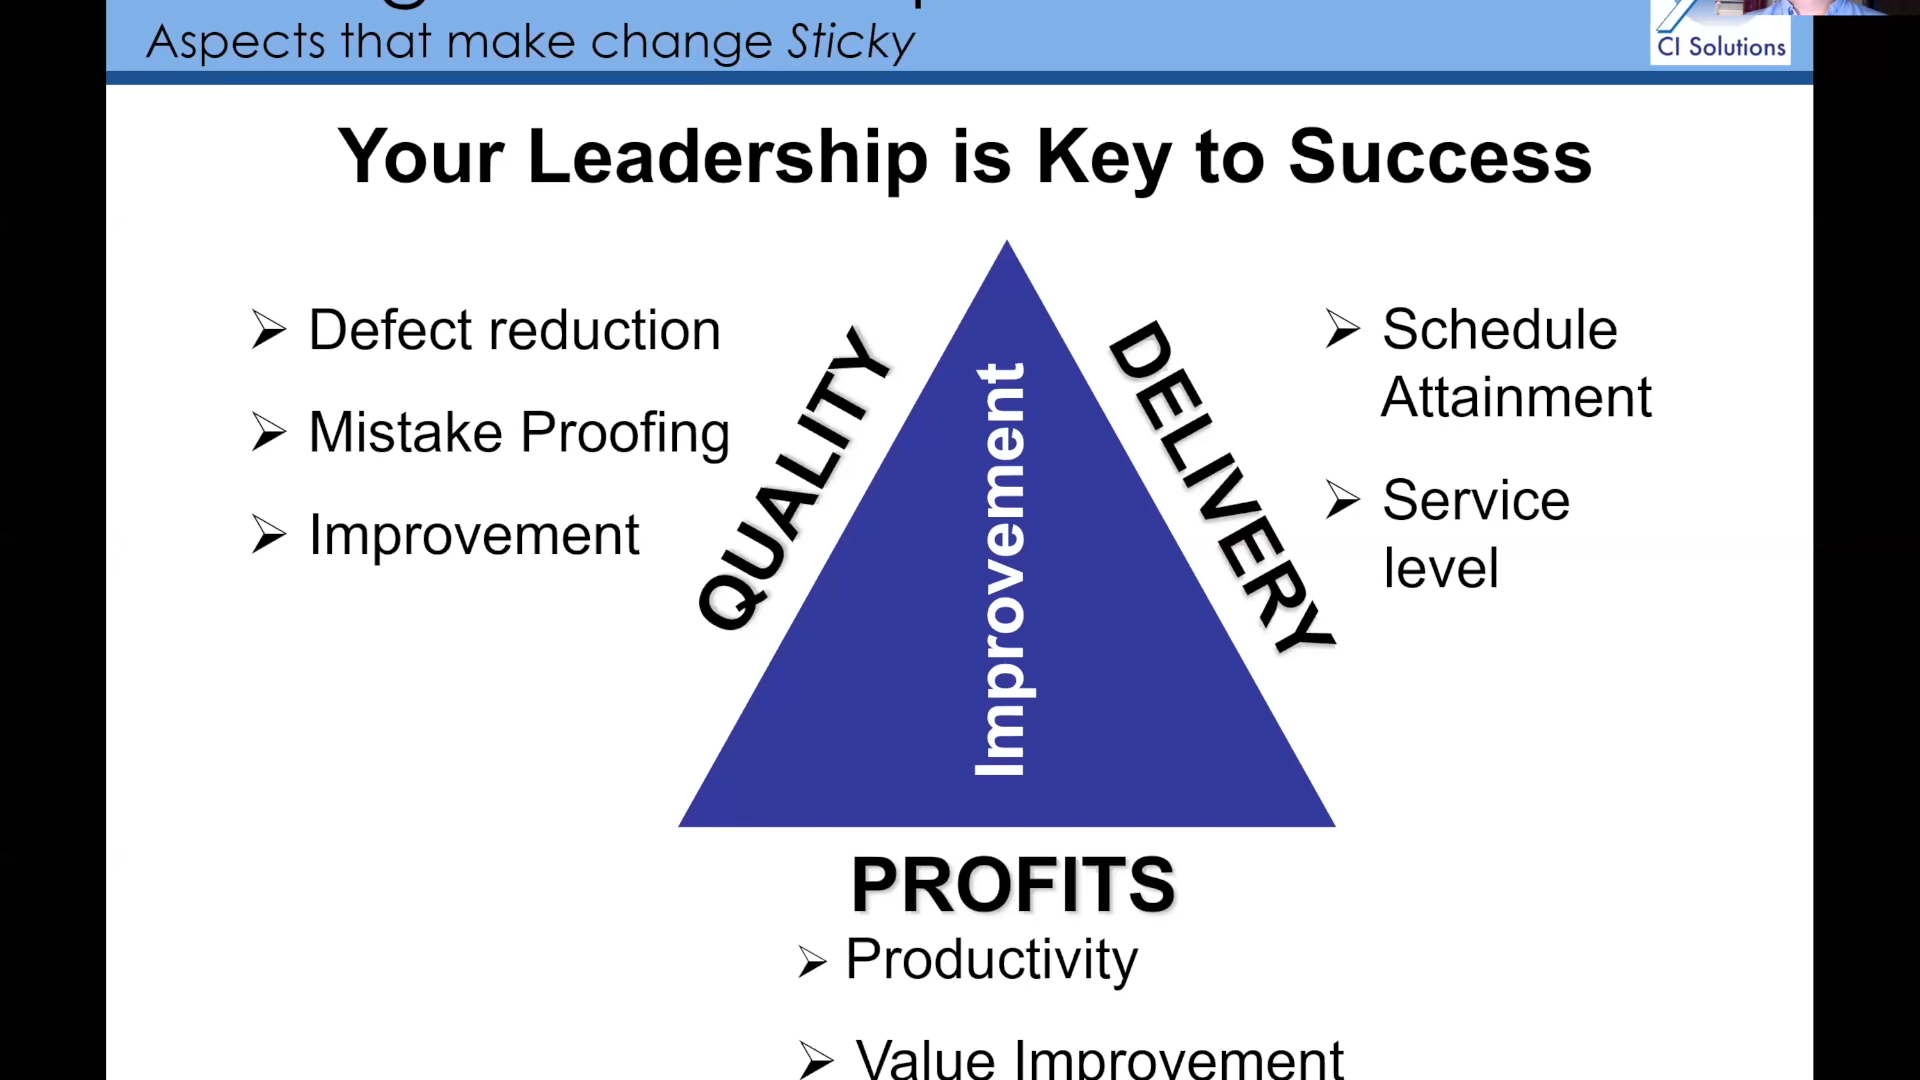 Aspects that make change Sticky
CI Solutions
Your Leadership is Key to Success
➢ Defect reduction
➢ Mistake Proofing
➢ Improvement
QUALITY
Improvement
DELIVERY
➢ Schedule
Attainment
➢ Service
level
PROFITS
➢ Productivity
➢ Value Improvement